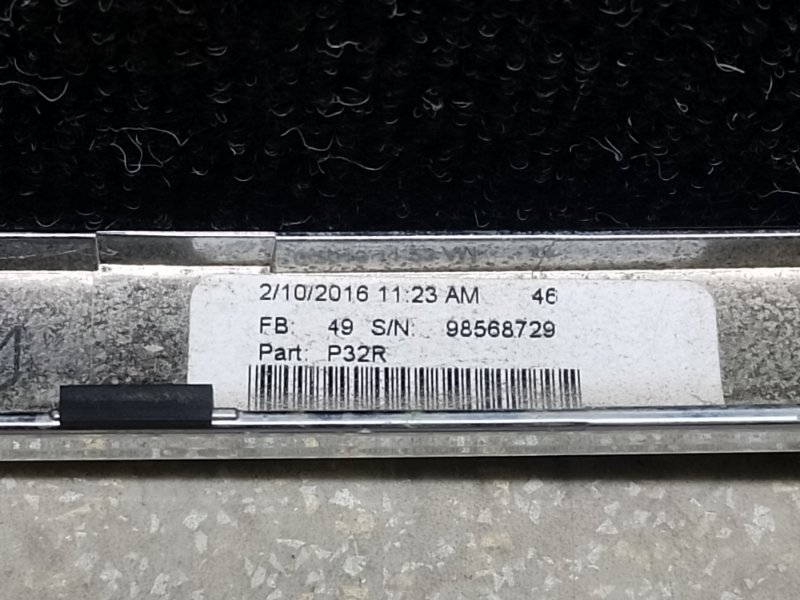 2/10/2016 11:23 AM 46
FB: 49 S/N: 98568729
Part: P32R